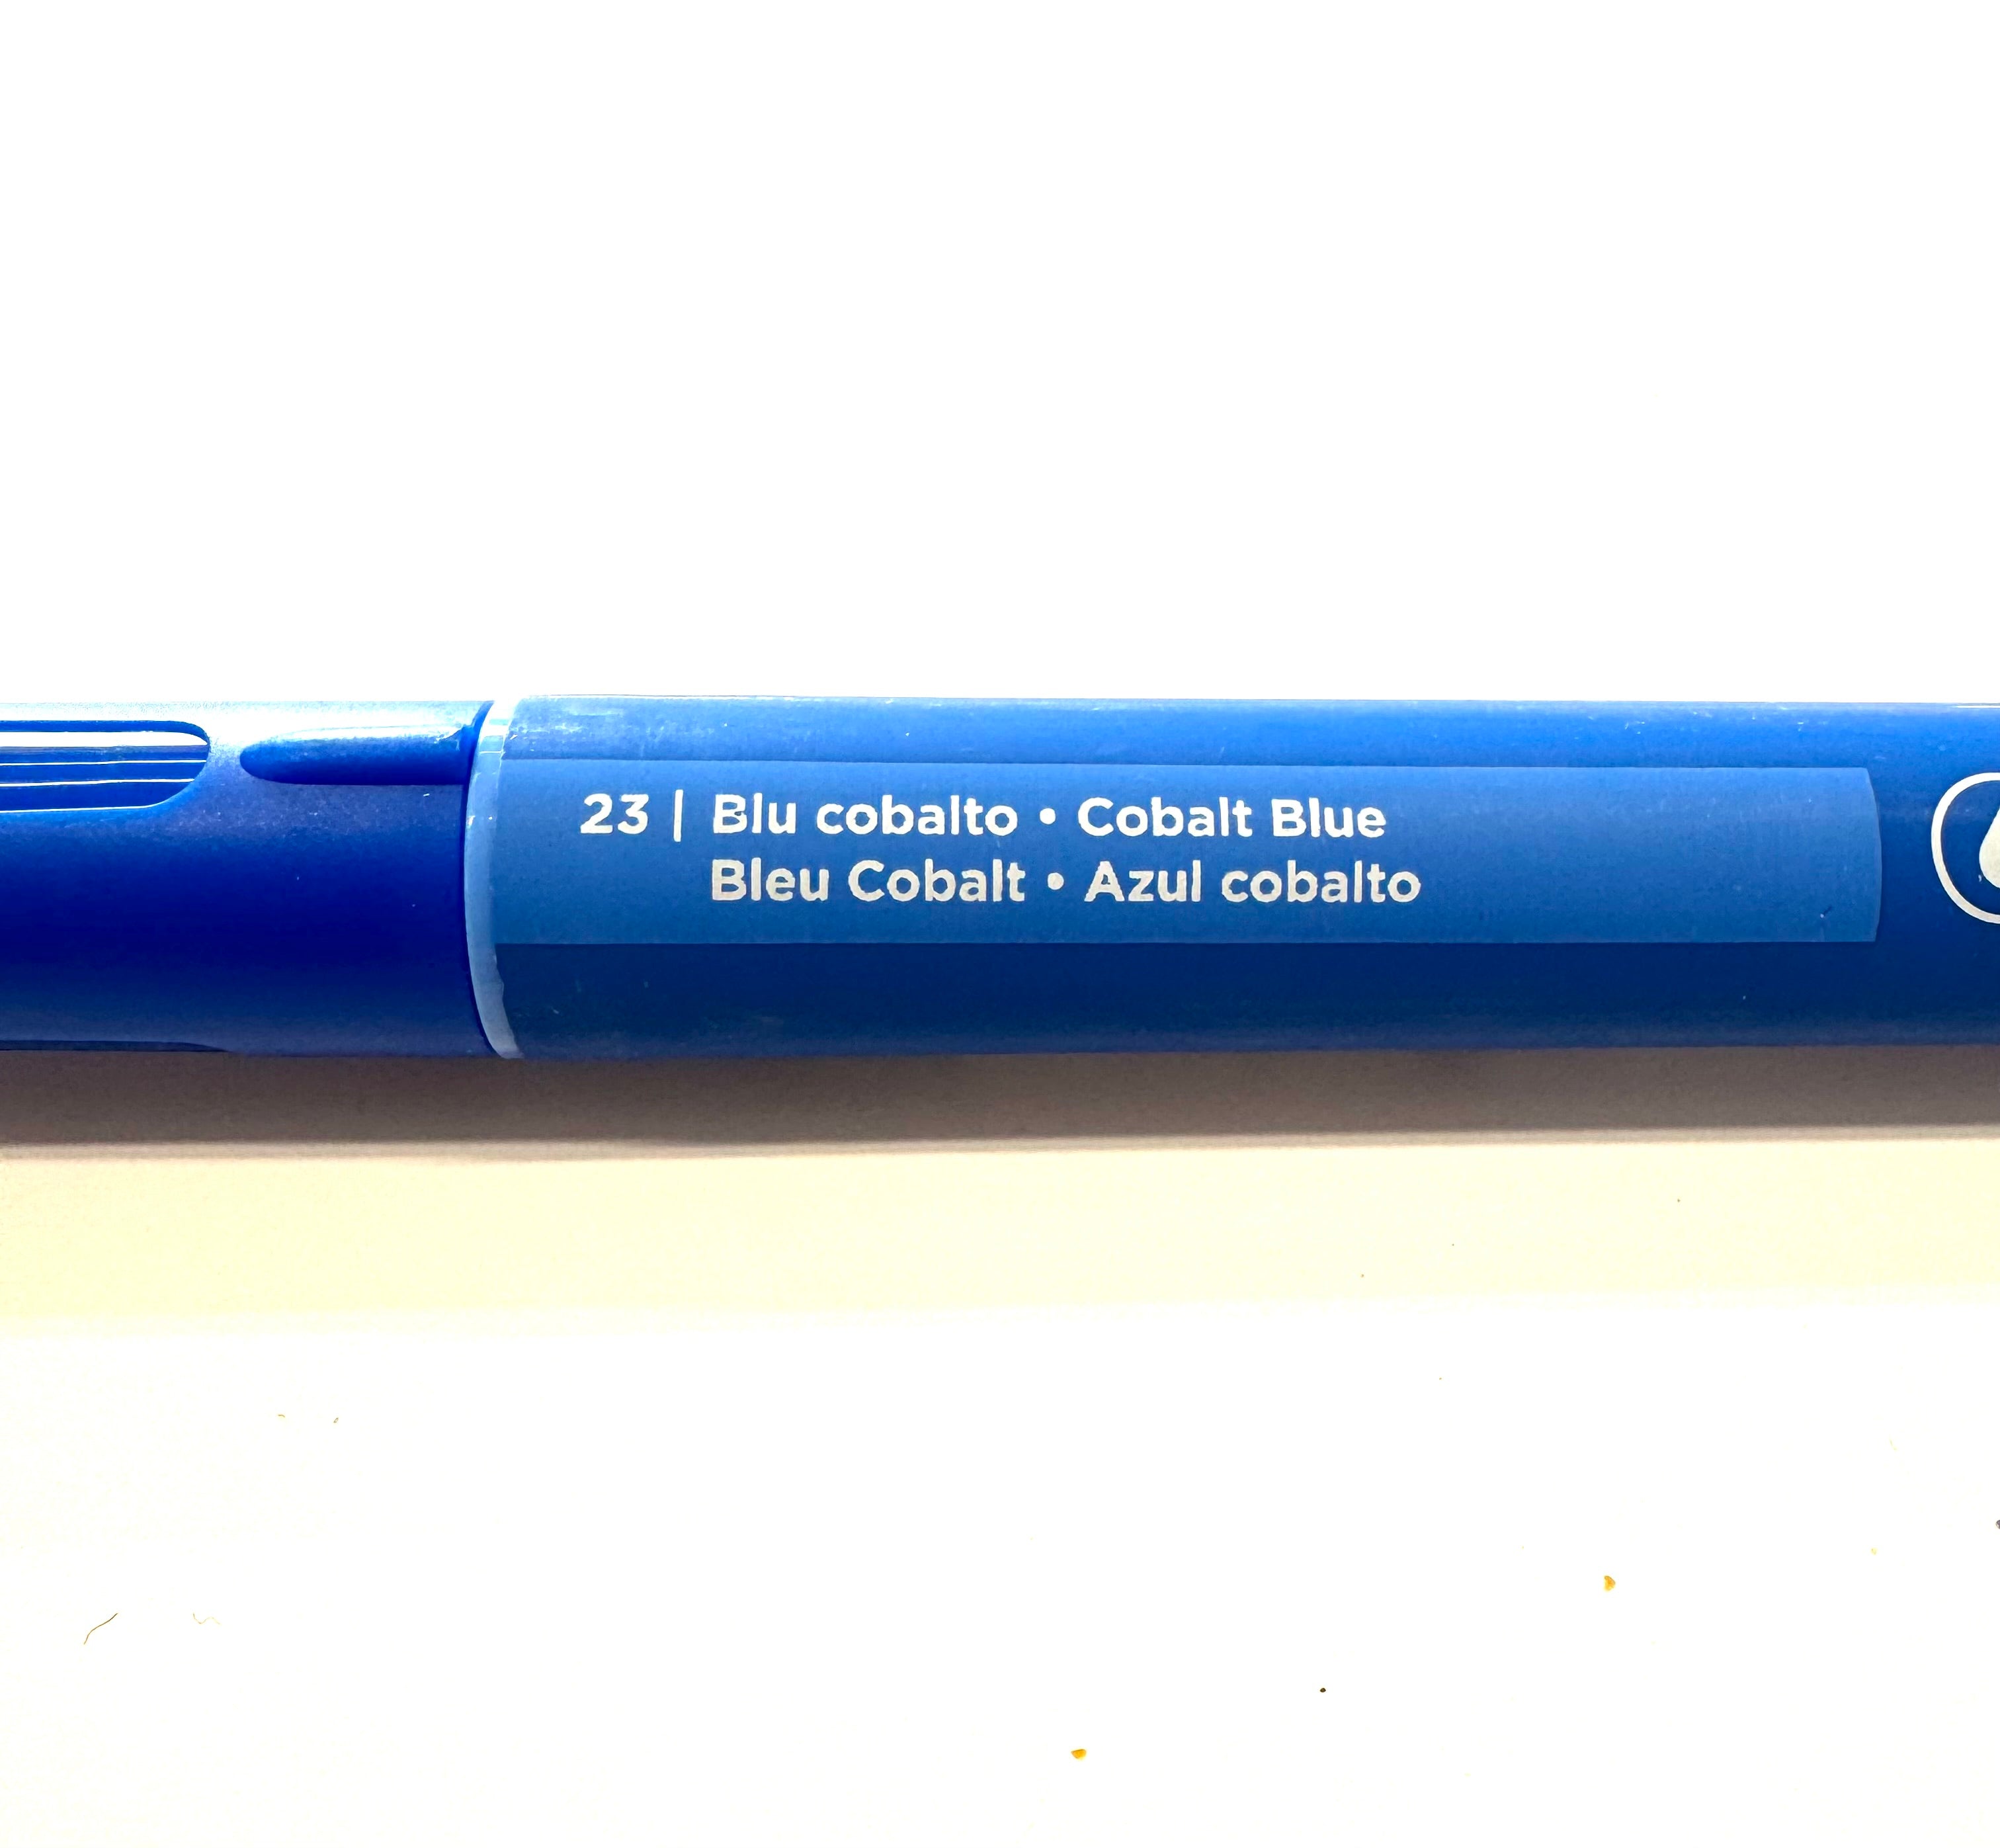 23 | Blu cobalto • Cobalt Blue
Bleu Cobalt • Azul cobalto